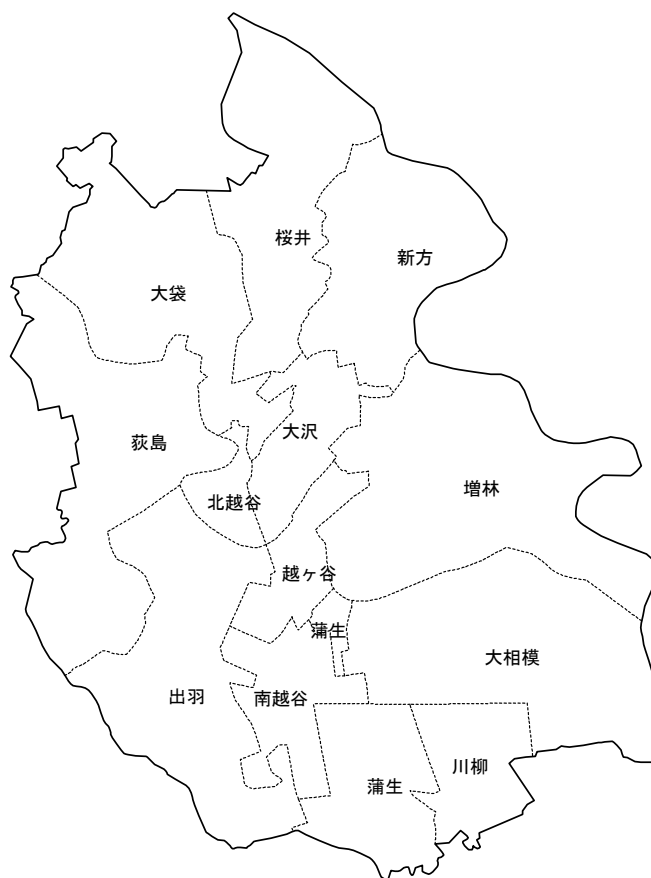 桜井
新方
大袋
大沢
荻島
増林
北越谷
越ヶ谷
蒲生
大相模
出羽
南越谷
川柳
蒲生